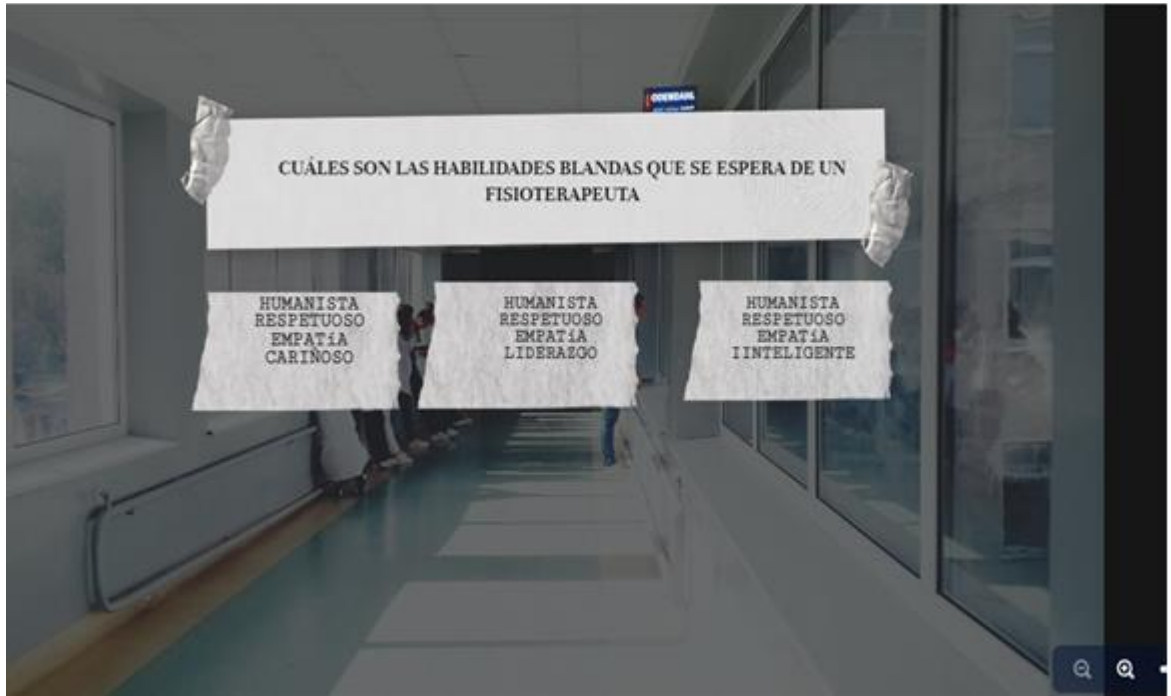 CUÁLES SON LAS HABILIDADES BLANDAS QUE SE ESPERA DE UN
FISIOTERAPEUTA
HUMANISTA
RESPETUOSO
EMPATíA
CARIÑOSO
HUMANISTA
RESPETUOSO
EMPATíA
LIDERAZGO
HUMANISTA
RESPETUOSO
EMPATíA
IINTELIGENTE